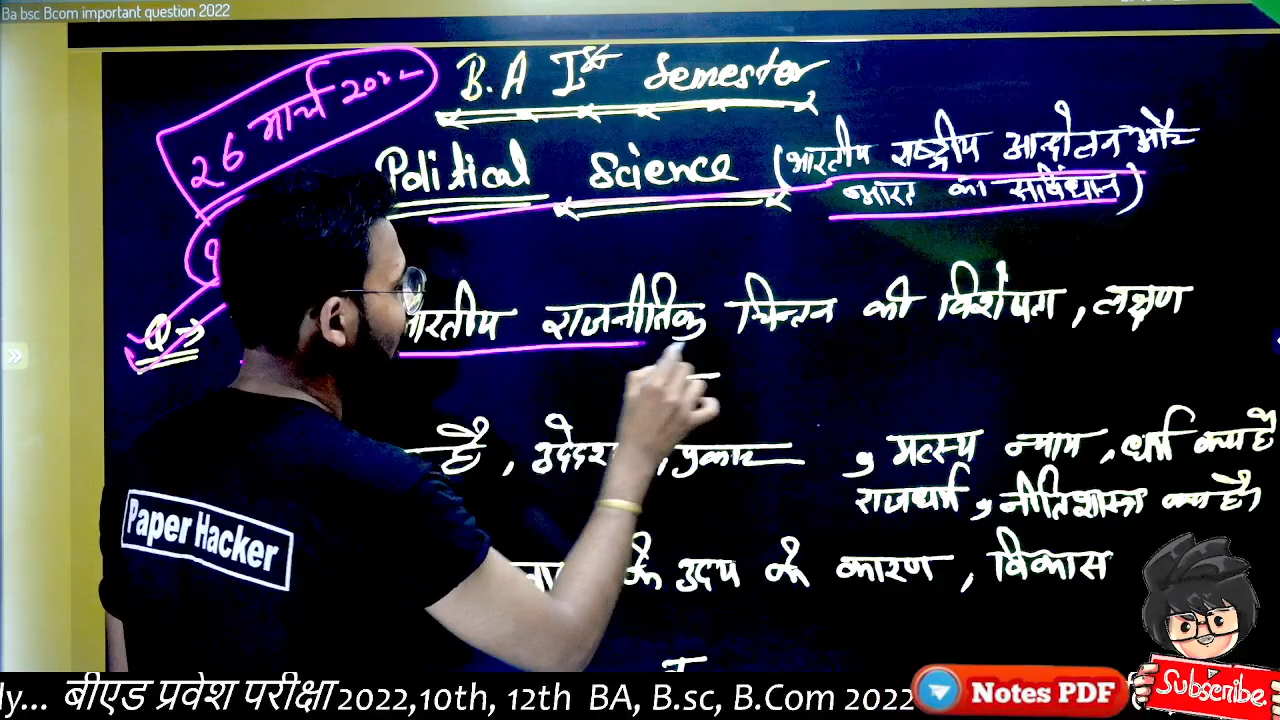 Ba bsc Bcom important question 2022
26 मार्च 2022
B.A Ist Semester
Political Science (भारतीय राष्ट्रीय आन्दोलन और
भारत का संविधान)
Q →
भारतीय राजनीतिक चिन्तन की विशेषता, लक्षण
है, उद्देश्य, प्रकार, मत्स्य न्याय, धर्म क्या है
राजधर्म, नीतिशास्त्र क्या है।
के उदय के कारण, विकास
Paper Hacker
ly... बीएड प्रवेश परीक्षा 2022,10th, 12th BA, B.sc, B.Com 2022
Notes PDF
Subscribe